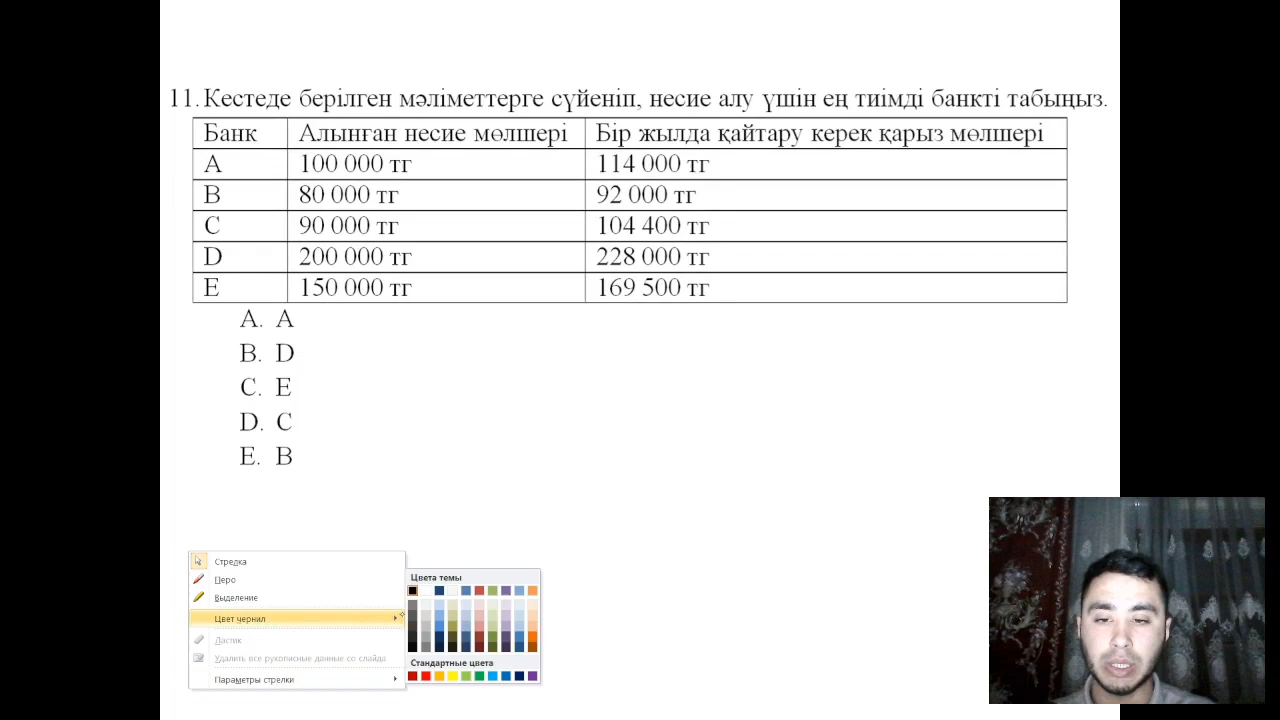 11. Кестеде берілген мәліметтерге сүйеніп, несие алу үшін ең тиімді банкті табыңыз.
Банк Алынған несие мөлшері Бір жылда қайтару керек қарыз мөлшері
A 100 000 тг 114 000 тг
B 80 000 тг 92 000 тг
C 90 000 тг 104 400 тг
D 200 000 тг 228 000 тг
E 150 000 тг 169 500 тг
A. A
B. D
C. E
D. C
E. B
Стрелка
Перо
Выделение
Цвет чернил
Ластик
Удалить все рукописные данные со слайда
Параметры стрелки
Цвета темы
Стандартные цвета